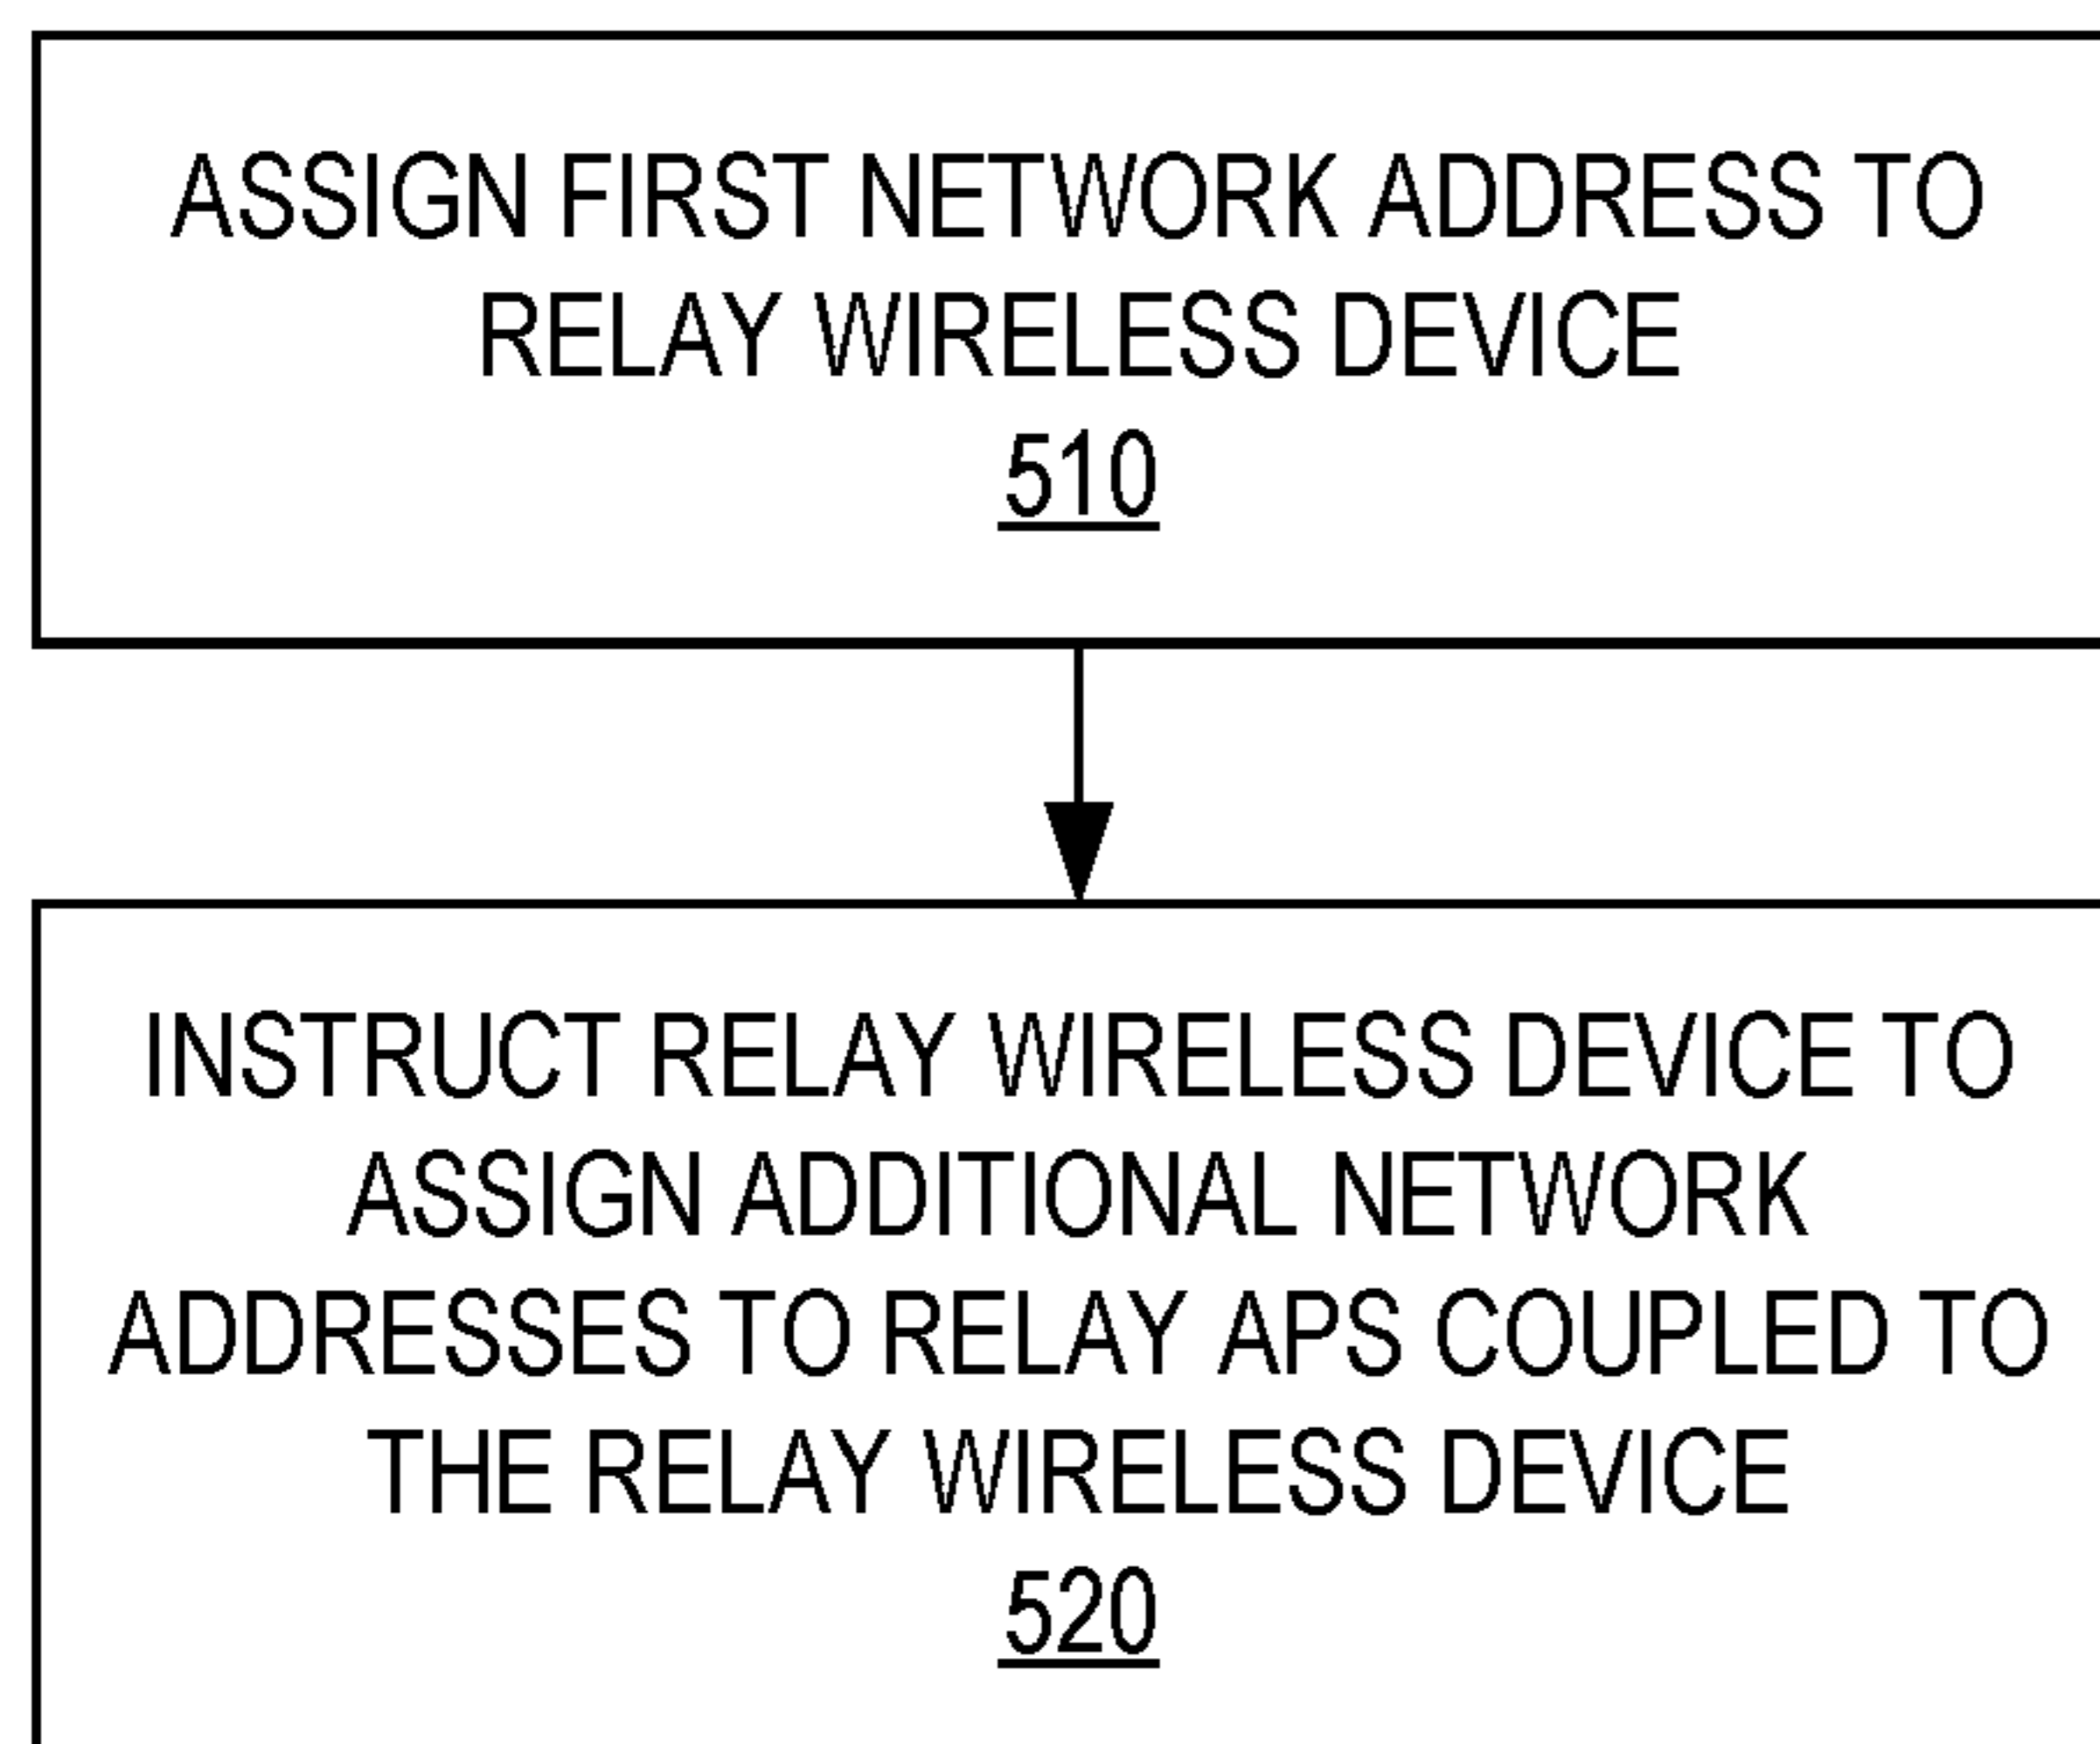 ASSIGN FIRST NETWORK ADDRESS TO
RELAY WIRELESS DEVICE
510
INSTRUCT RELAY WIRELESS DEVICE TO
ASSIGN ADDITIONAL NETWORK
ADDRESSES TO RELAY APS COUPLED TO
THE RELAY WIRELESS DEVICE
520